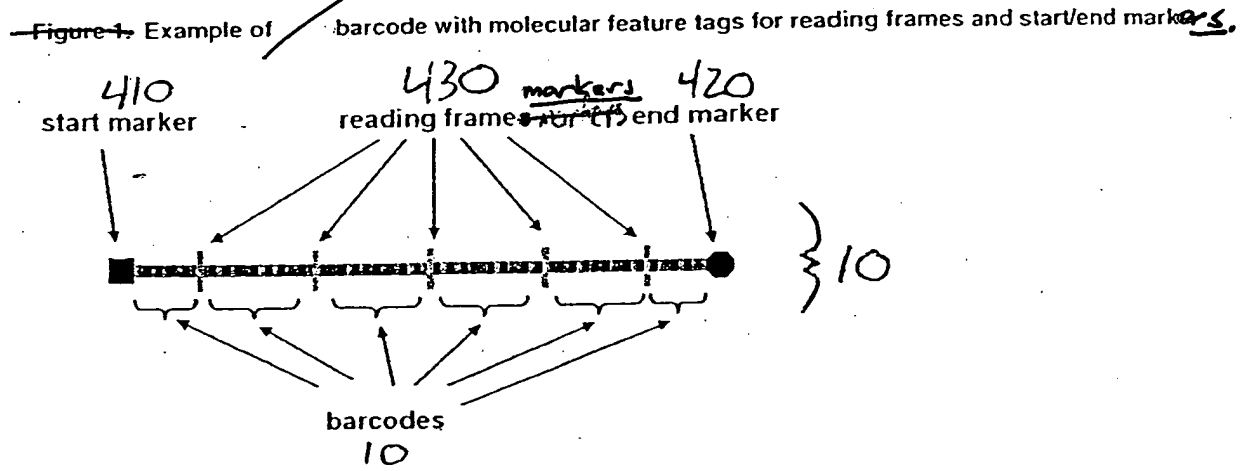 Figure 1. Example of barcode with molecular feature tags for reading frames and start/end markers.
410 430 420
start marker reading frame markers end marker
10
barcodes
10